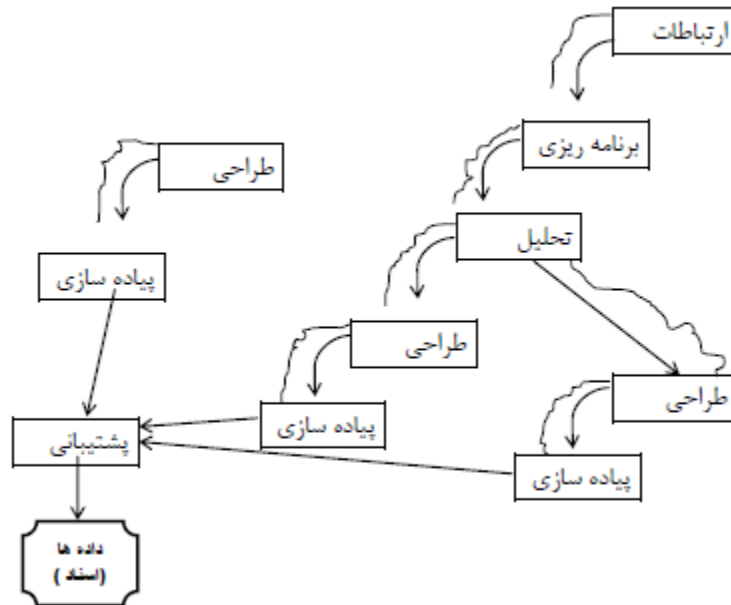 ارتباطات
برنامه ریزی
طراحی
تحلیل
پیاده سازی
طراحی
طراحی
پیاده سازی
پشتیبانی
پیاده سازی
داده ها
(اسناد )